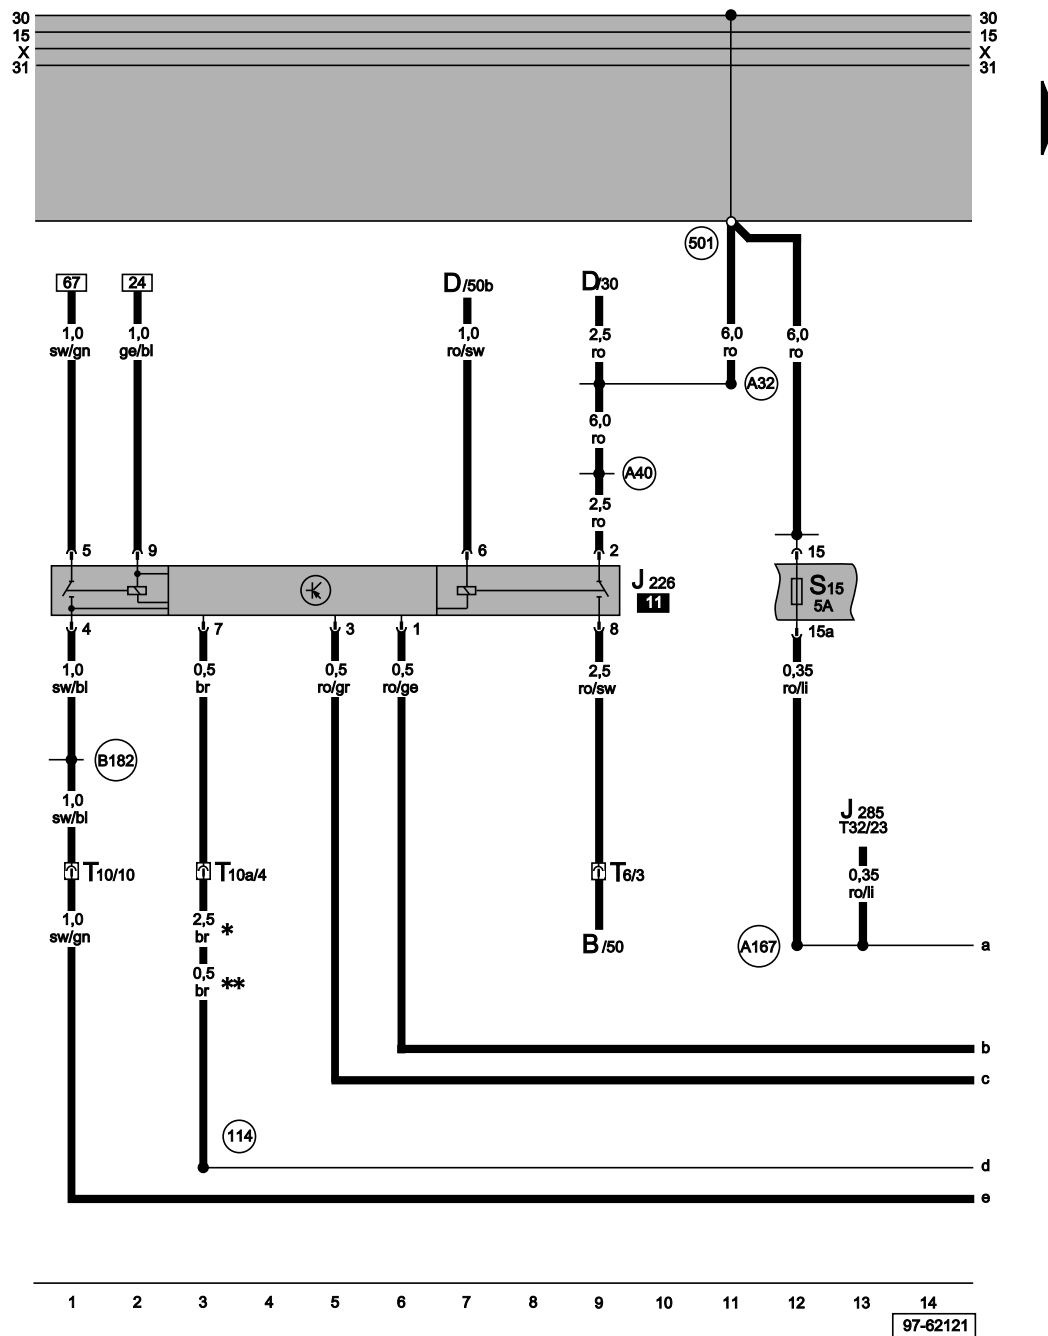 30 30
15 15
X X
31 31
501
67 24 D/50b D/30
1,0 1,0 1,0 2,5 6,0 6,0
sw/gn ge/bl ro/sw ro ro ro
A32
6,0
ro
A40
2,5
ro
5 9 6 2 15
J 226
11
S15
5A
4 7 3 1 8 15a
1,0 0,5 0,5 0,5 2,5 0,35
sw/bl br ro/gr ro/ge ro/sw ro/li
B182
1,0
sw/bl
J 285
T32/23
T10/10 T10a/4 T6/3
0,35
ro/li
1,0 2,5
sw/gn br *
B/50 A167 a
0,5
br **
b
c
114
d
e
1 2 3 4 5 6 7 8 9 10 11 12 13 14
97-62121